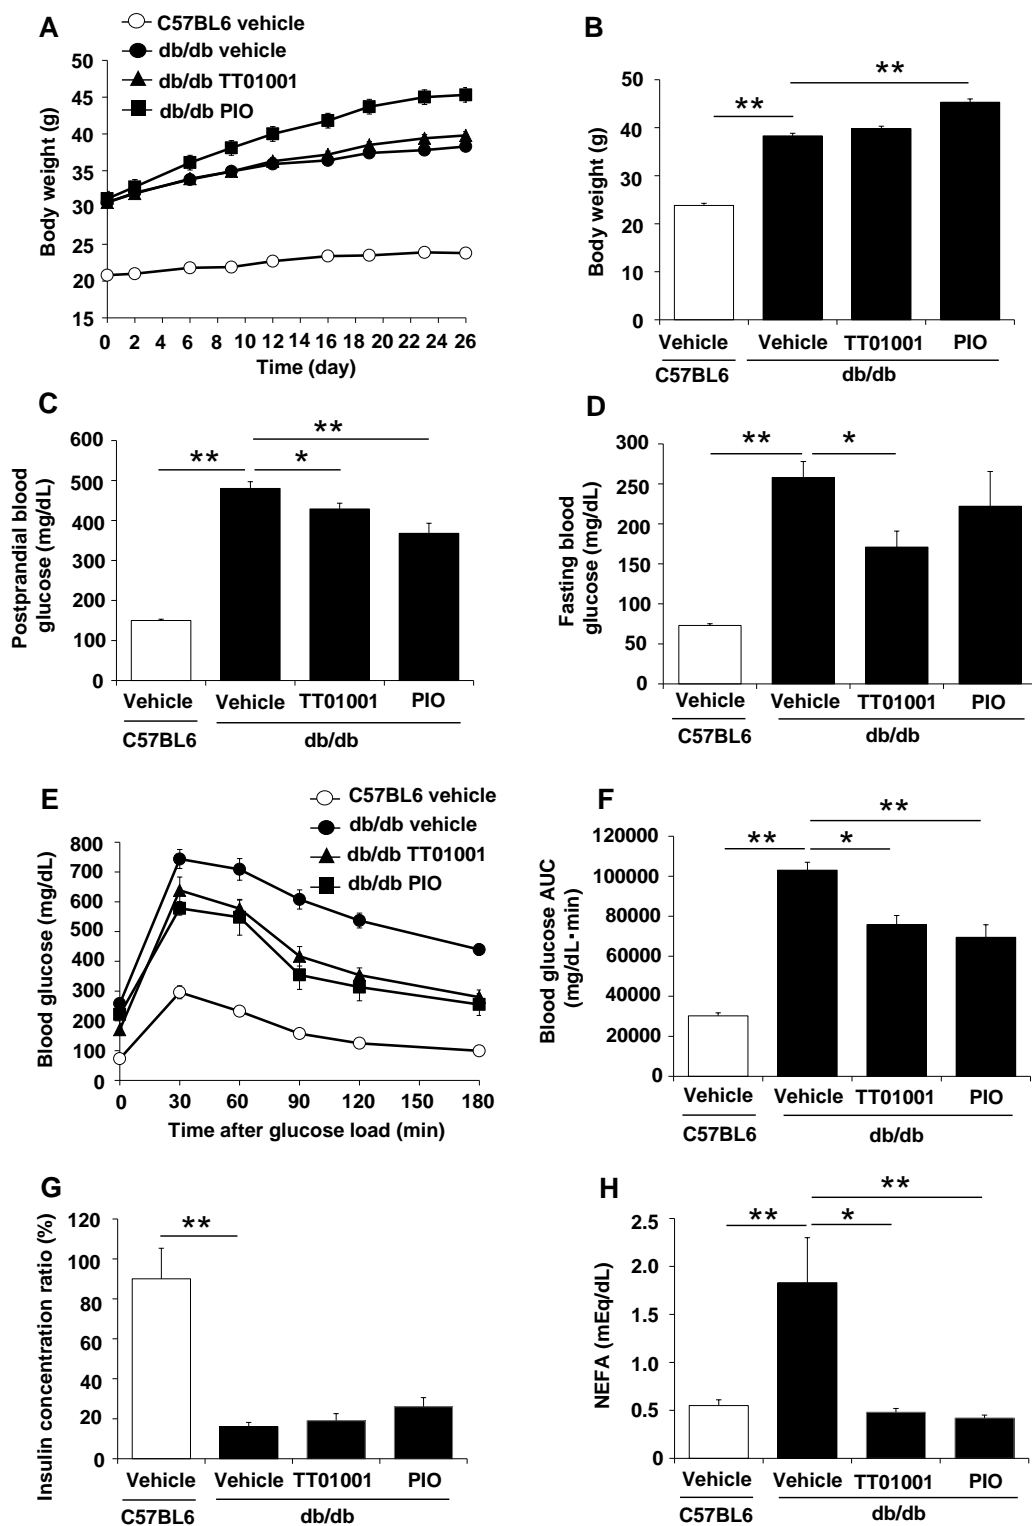 A
C57BL6 vehicle
db/db vehicle
db/db TT01001
db/db PIO
50
45
40
35
30
25
20
15
Body weight (g)
0 2 4 6 8 10 12 14 16 18 20 22 24 26
Time (day)
B
**
**
50
40
30
20
10
0
Body weight (g)
Vehicle Vehicle TT01001 PIO
C57BL6 db/db
C
**
** *
600
500
400
300
200
100
0
Postprandial blood
glucose (mg/dL)
Vehicle Vehicle TT01001 PIO
C57BL6 db/db
D
** *
300
250
200
150
100
50
0
Fasting blood
glucose (mg/dL)
Vehicle Vehicle TT01001 PIO
C57BL6 db/db
E
C57BL6 vehicle
db/db vehicle
db/db TT01001
db/db PIO
800
700
600
500
400
300
200
100
0
Blood glucose (mg/dL)
0 30 60 90 120 150 180
Time after glucose load (min)
F
**
** *
120000
100000
80000
60000
40000
20000
0
Blood glucose AUC
(mg/dL▪min)
Vehicle Vehicle TT01001 PIO
C57BL6 db/db
G
**
120
100
80
60
40
20
0
Insulin concentration ratio (%)
Vehicle Vehicle TT01001 PIO
C57BL6 db/db
H
**
** *
2.5
2.0
1.5
1.0
0.5
0
NEFA (mEq/dL)
Vehicle Vehicle TT01001 PIO
C57BL6 db/db